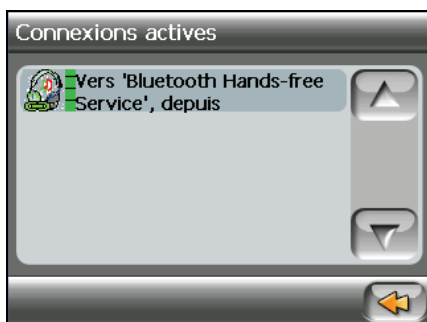 Connexions actives
Vers 'Bluetooth Hands-free
Service', depuis